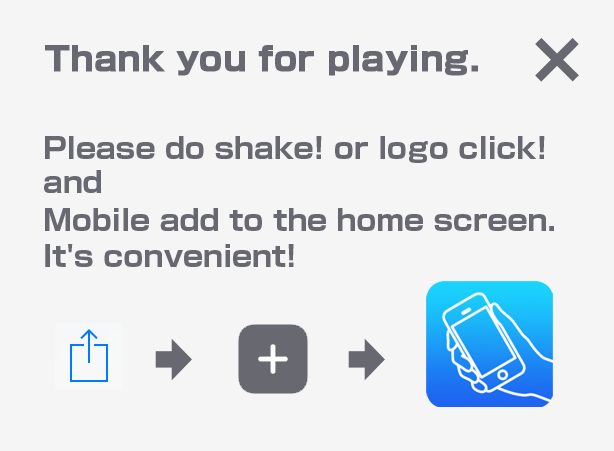 Thank you for playing.
Please do shake! or logo click!
and
Mobile add to the home screen.
It's convenient!